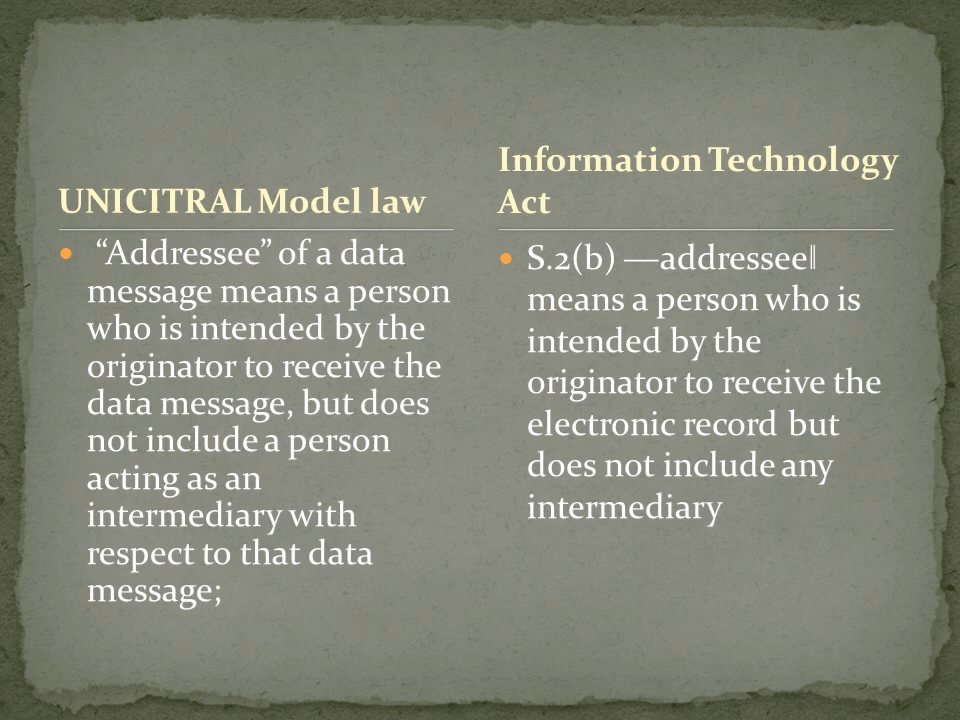 UNICITRAL Model law
“Addressee” of a data
message means a person
who is intended by the
originator to receive the
data message, but does
not include a person
acting as an
intermediary with
respect to that data
message;
Information Technology
Act
S.2(b) ―addressee‖
means a person who is
intended by the
originator to receive the
electronic record but
does not include any
intermediary